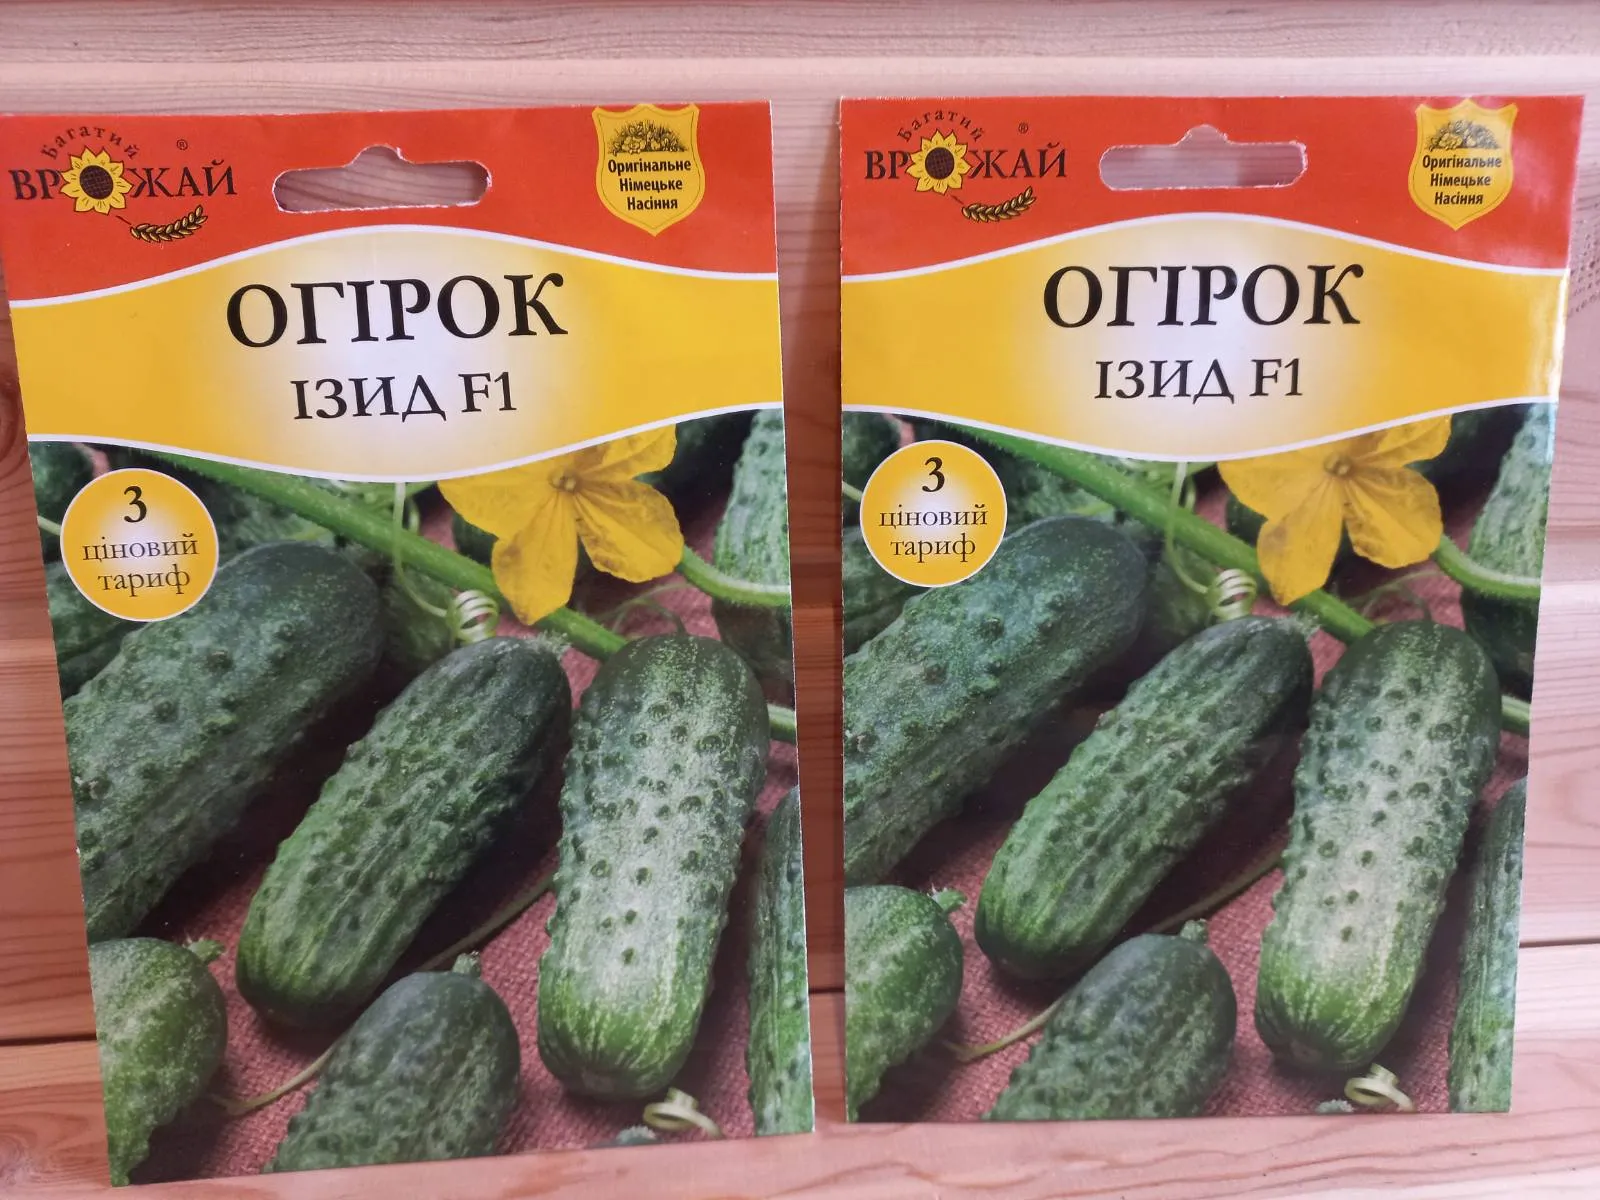 Багатий
ВРОЖАЙ®
Оригінальне
Німецьке
Насіння
ОГІРОК
ІЗИД F1
3
ціновий
тариф
Багатий
ВРОЖАЙ®
Оригінальне
Німецьке
Насіння
ОГІРОК
ІЗИД F1
3
ціновий
тариф